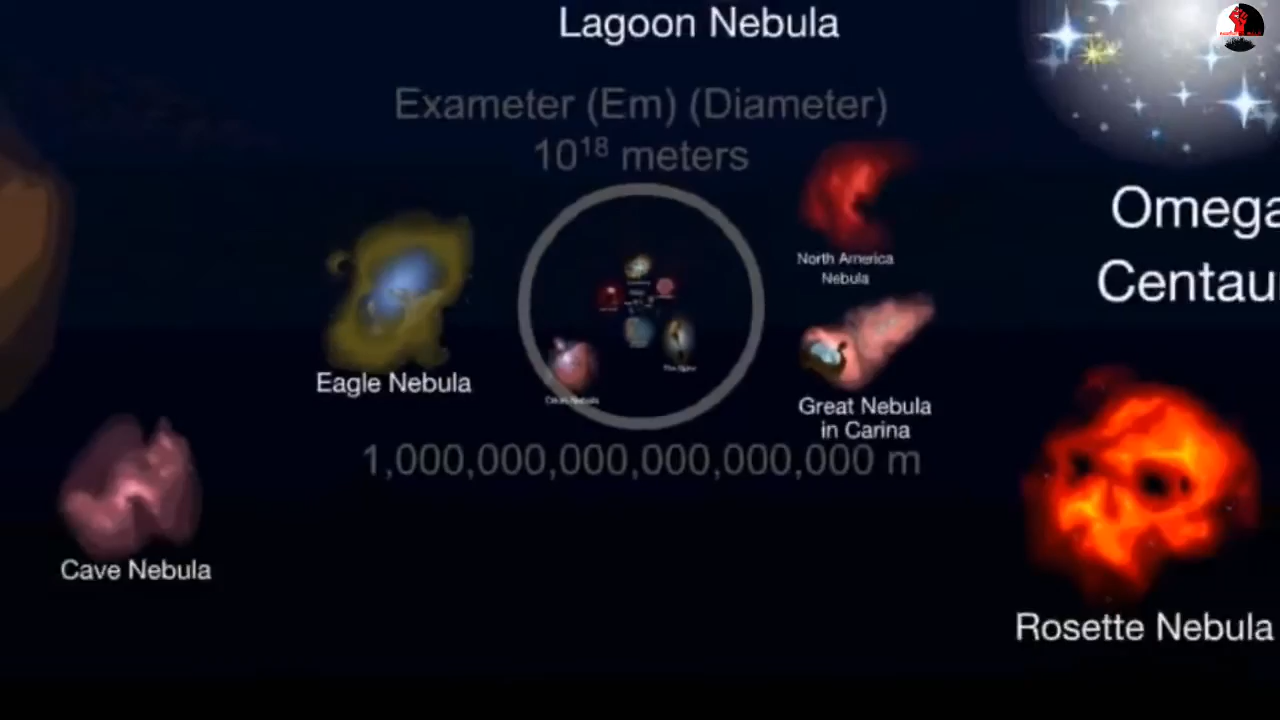 Lagoon Nebula
Exameter (Em) (Diameter)
10¹⁸ meters
North America
Nebula
Omega
Centau
Eagle Nebula
Great Nebula
in Carina
1,000,000,000,000,000,000 m
Cave Nebula
Rosette Nebula